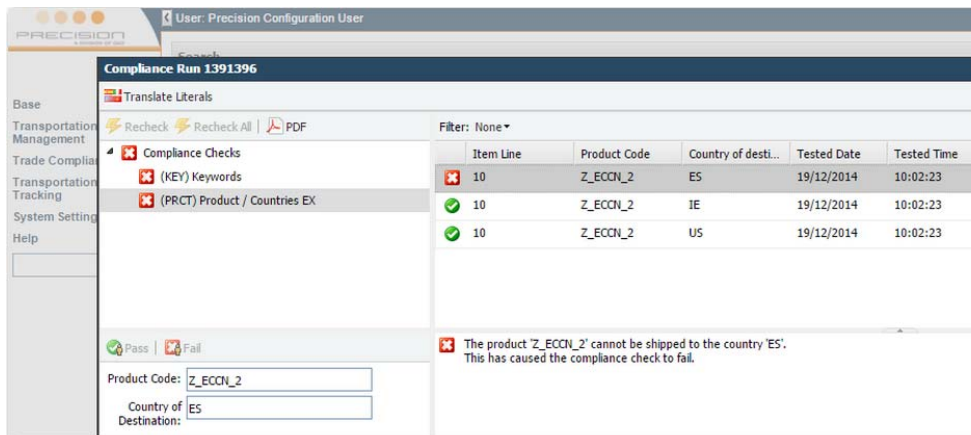 User: Precision Configuration User
PRECISION
Search
Compliance Run 1391396
Translate Literals
Base
Transportation
Management
Trade Complian
Transportation
Tracking
System Setting
Help
Recheck Recheck All PDF
Compliance Checks
(KEY) Keywords
(PRCT) Product / Countries EX
Filter: None
Item Line Product Code Country of desti... Tested Date Tested Time
10 Z_ECCN_2 ES 19/12/2014 10:02:23
10 Z_ECCN_2 IE 19/12/2014 10:02:23
10 Z_ECCN_2 US 19/12/2014 10:02:23
Pass Fail
Product Code: Z_ECCN_2
Country of
Destination: ES
The product 'Z_ECCN_2' cannot be shipped to the country 'ES'.
This has caused the compliance check to fail.